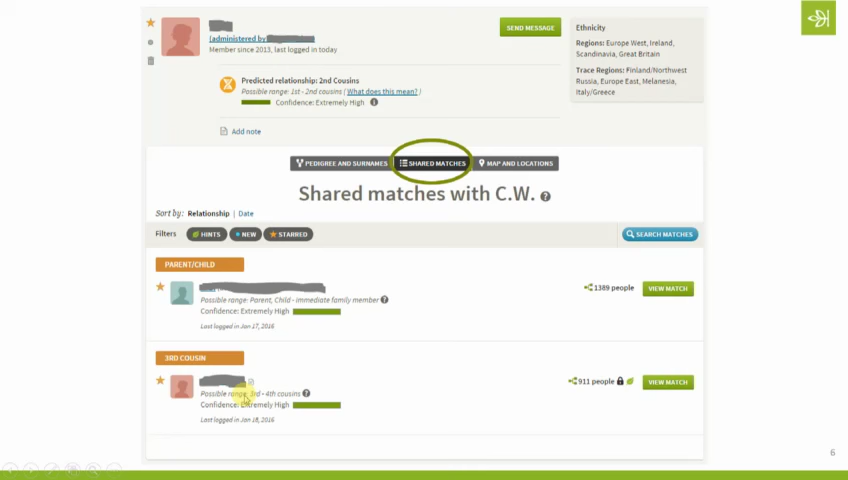 (administered by
Member since 2013, last logged in today
SEND MESSAGE
Ethnicity
Regions: Europe West, Ireland,
Scandinavia, Great Britain
Trace Regions: Finland/Northwest
Russia, Europe East, Melanesia,
Italy/Greece
Predicted relationship: 2nd Cousins
Possible range: 1st - 2nd cousins ( What does this mean? )
Confidence: Extremely High
Add note
PEDIGREE AND SURNAMES
SHARED MATCHES
MAP AND LOCATIONS
Shared matches with C.W. ?
Sort by: Relationship | Date
Filters HINTS NEW STARRED
SEARCH MATCHES
PARENT/CHILD
Possible range: Parent, Child - immediate family member ?
Confidence: Extremely High
Last logged in Jan 17, 2016
1389 people
VIEW MATCH
3RD COUSIN
Possible range: 3rd - 4th cousins ?
Confidence: Extremely High
Last logged in Jan 18, 2016
911 people
VIEW MATCH
6